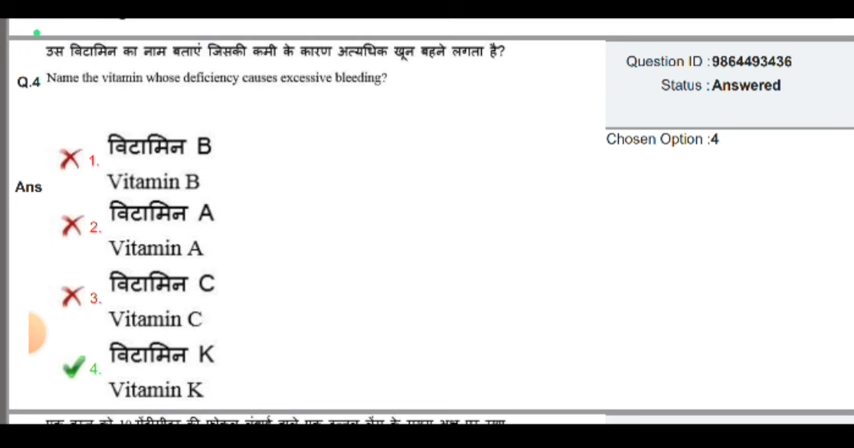 उस विटामिन का नाम बताएं जिसकी कमी के कारण अत्यधिक खून बहने लगता है?
Q.4 Name the vitamin whose deficiency causes excessive bleeding?
Question ID : 9864493436
Status : Answered
Chosen Option :4
Ans
1. विटामिन B
Vitamin B
2. विटामिन A
Vitamin A
3. विटामिन C
Vitamin C
4. विटामिन K
Vitamin K